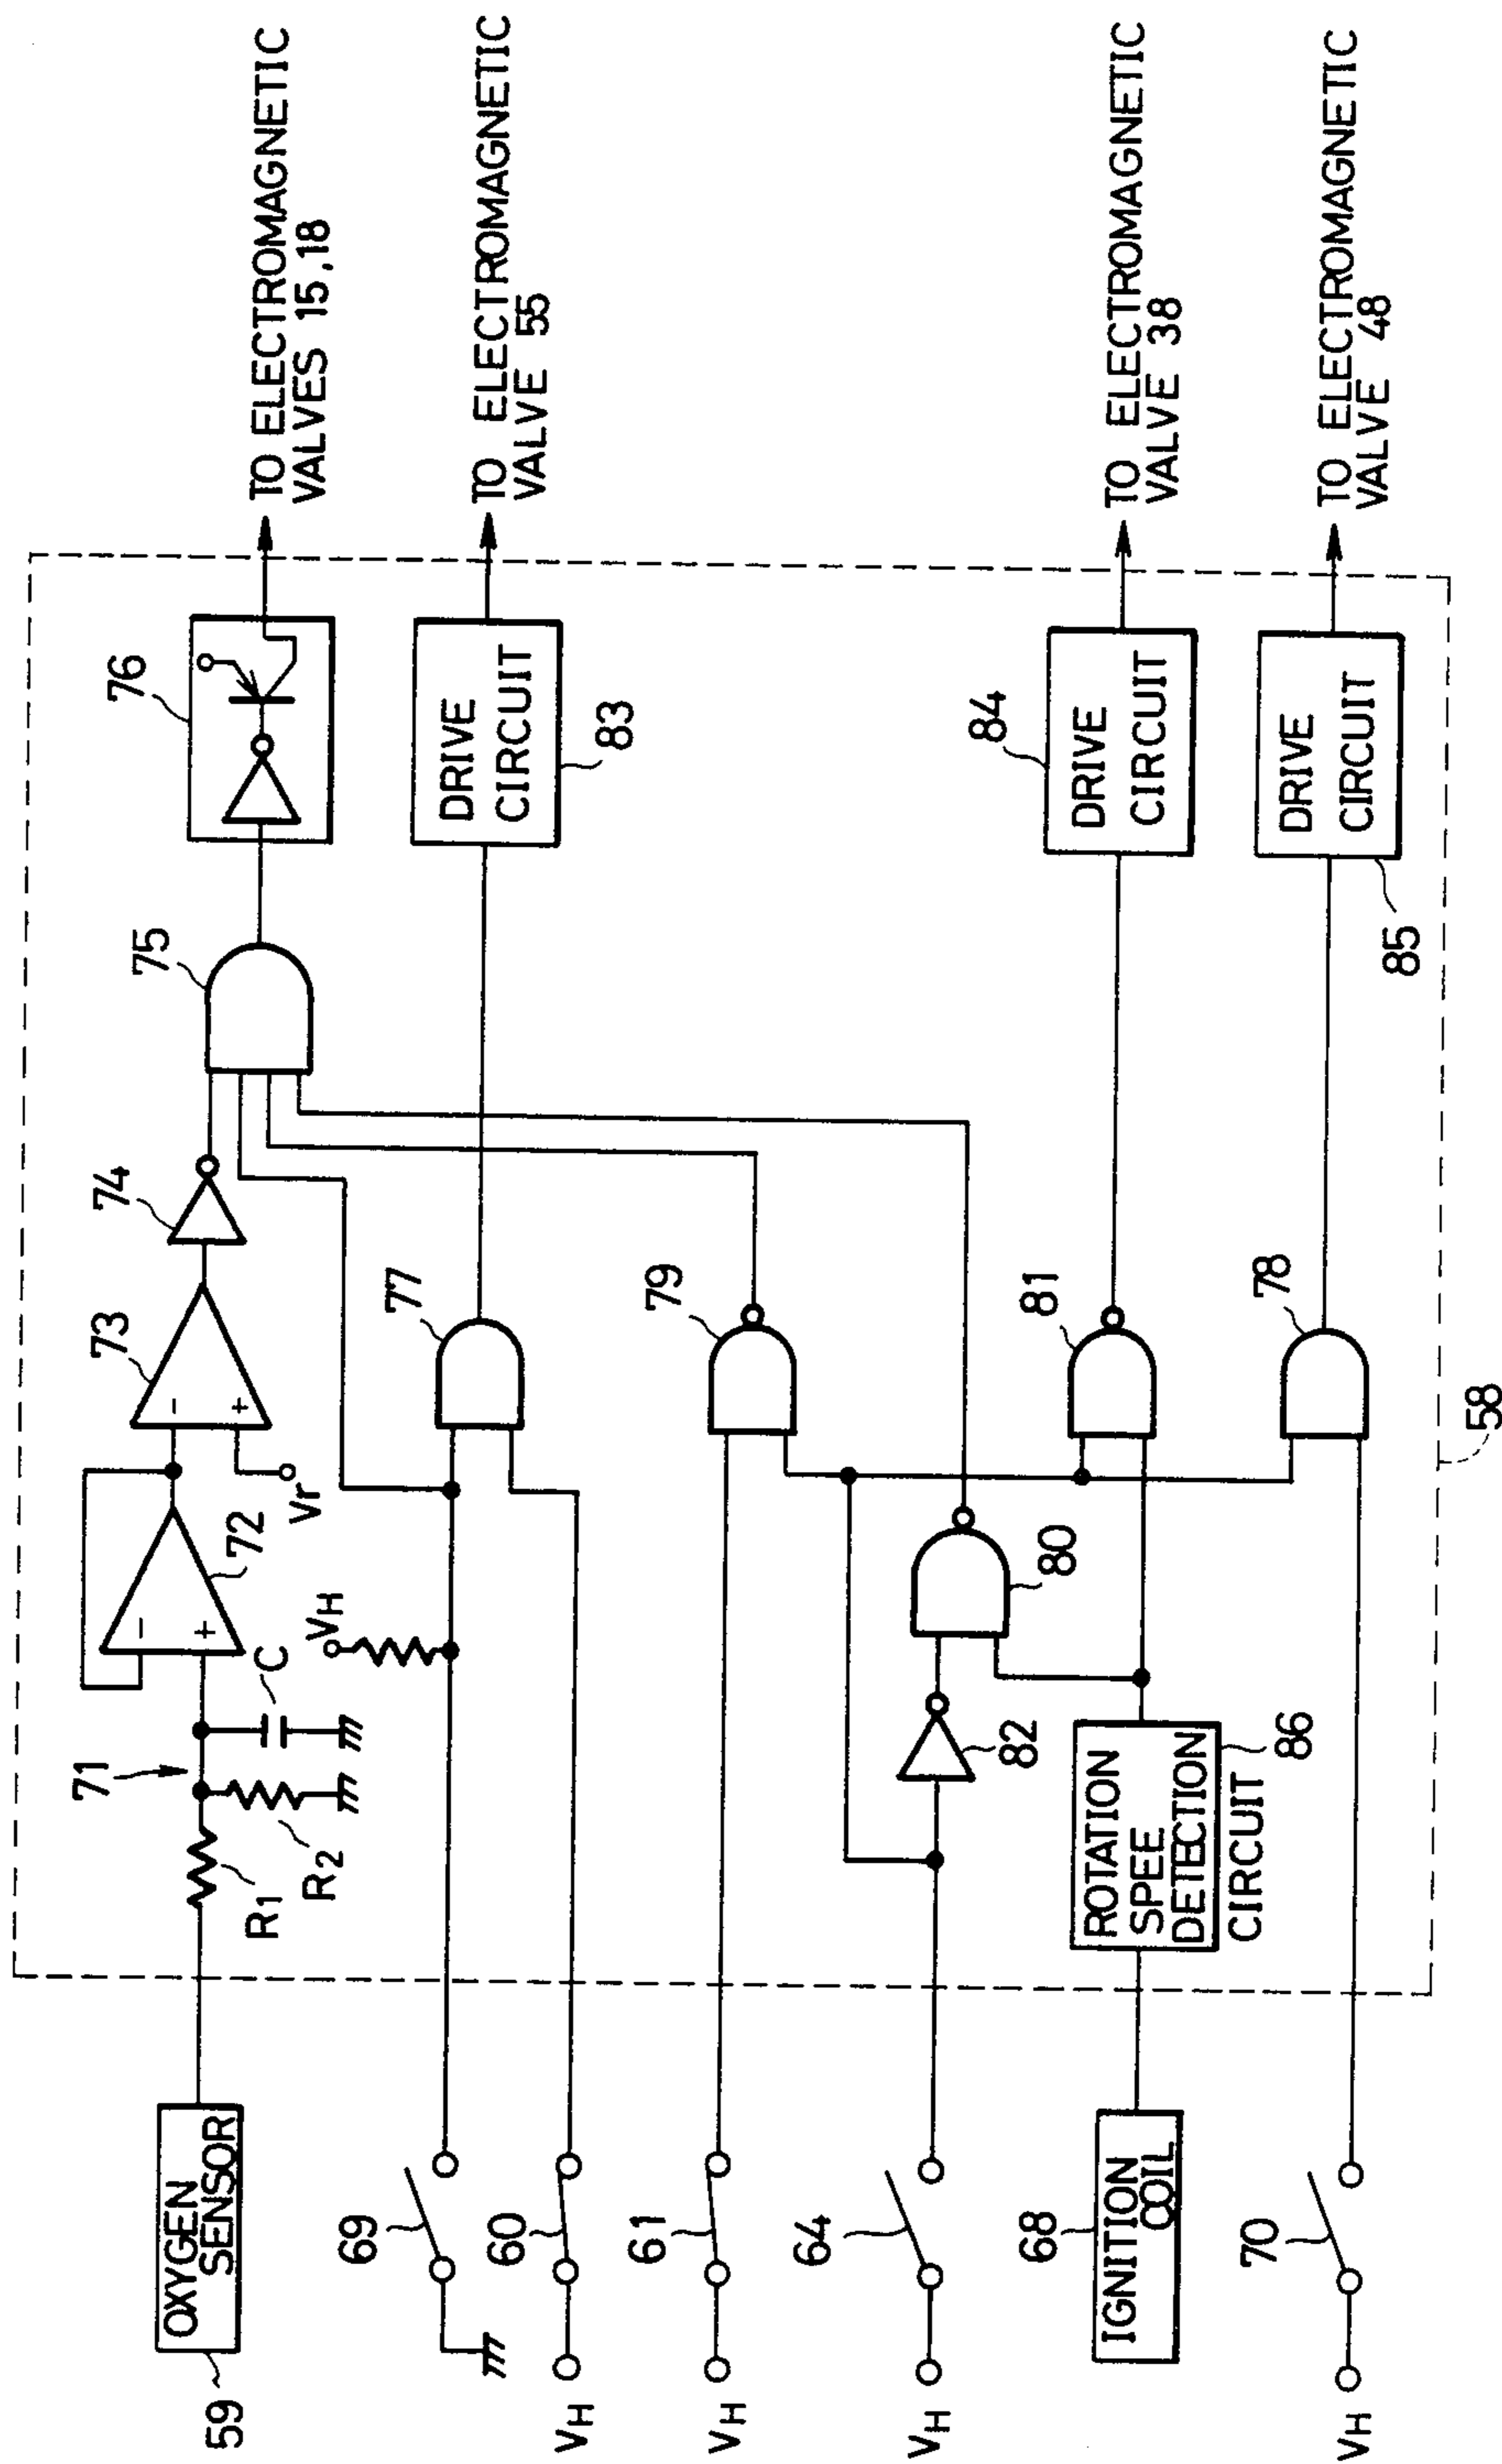 OXYGEN
SENSOR
59
R1
R2
71
C
72
Vr
73
74
75
76
TO ELECTROMAGNETIC
VALVES 15,18
69
VH
77
DRIVE
CIRCUIT
83
TO ELECTROMAGNETIC
VALVE 55
VH
60
VH
61
79
VH
64
82
80
IGNITION
COIL
68
ROTATION
SPEE
DETECTION
CIRCUIT
86
81
84
DRIVE
CIRCUIT
TO ELECTROMAGNETIC
VALVE 38
VH
70
78
DRIVE
CIRCUIT
85
TO ELECTROMAGNETIC
VALVE 48
58
-
+
-
+